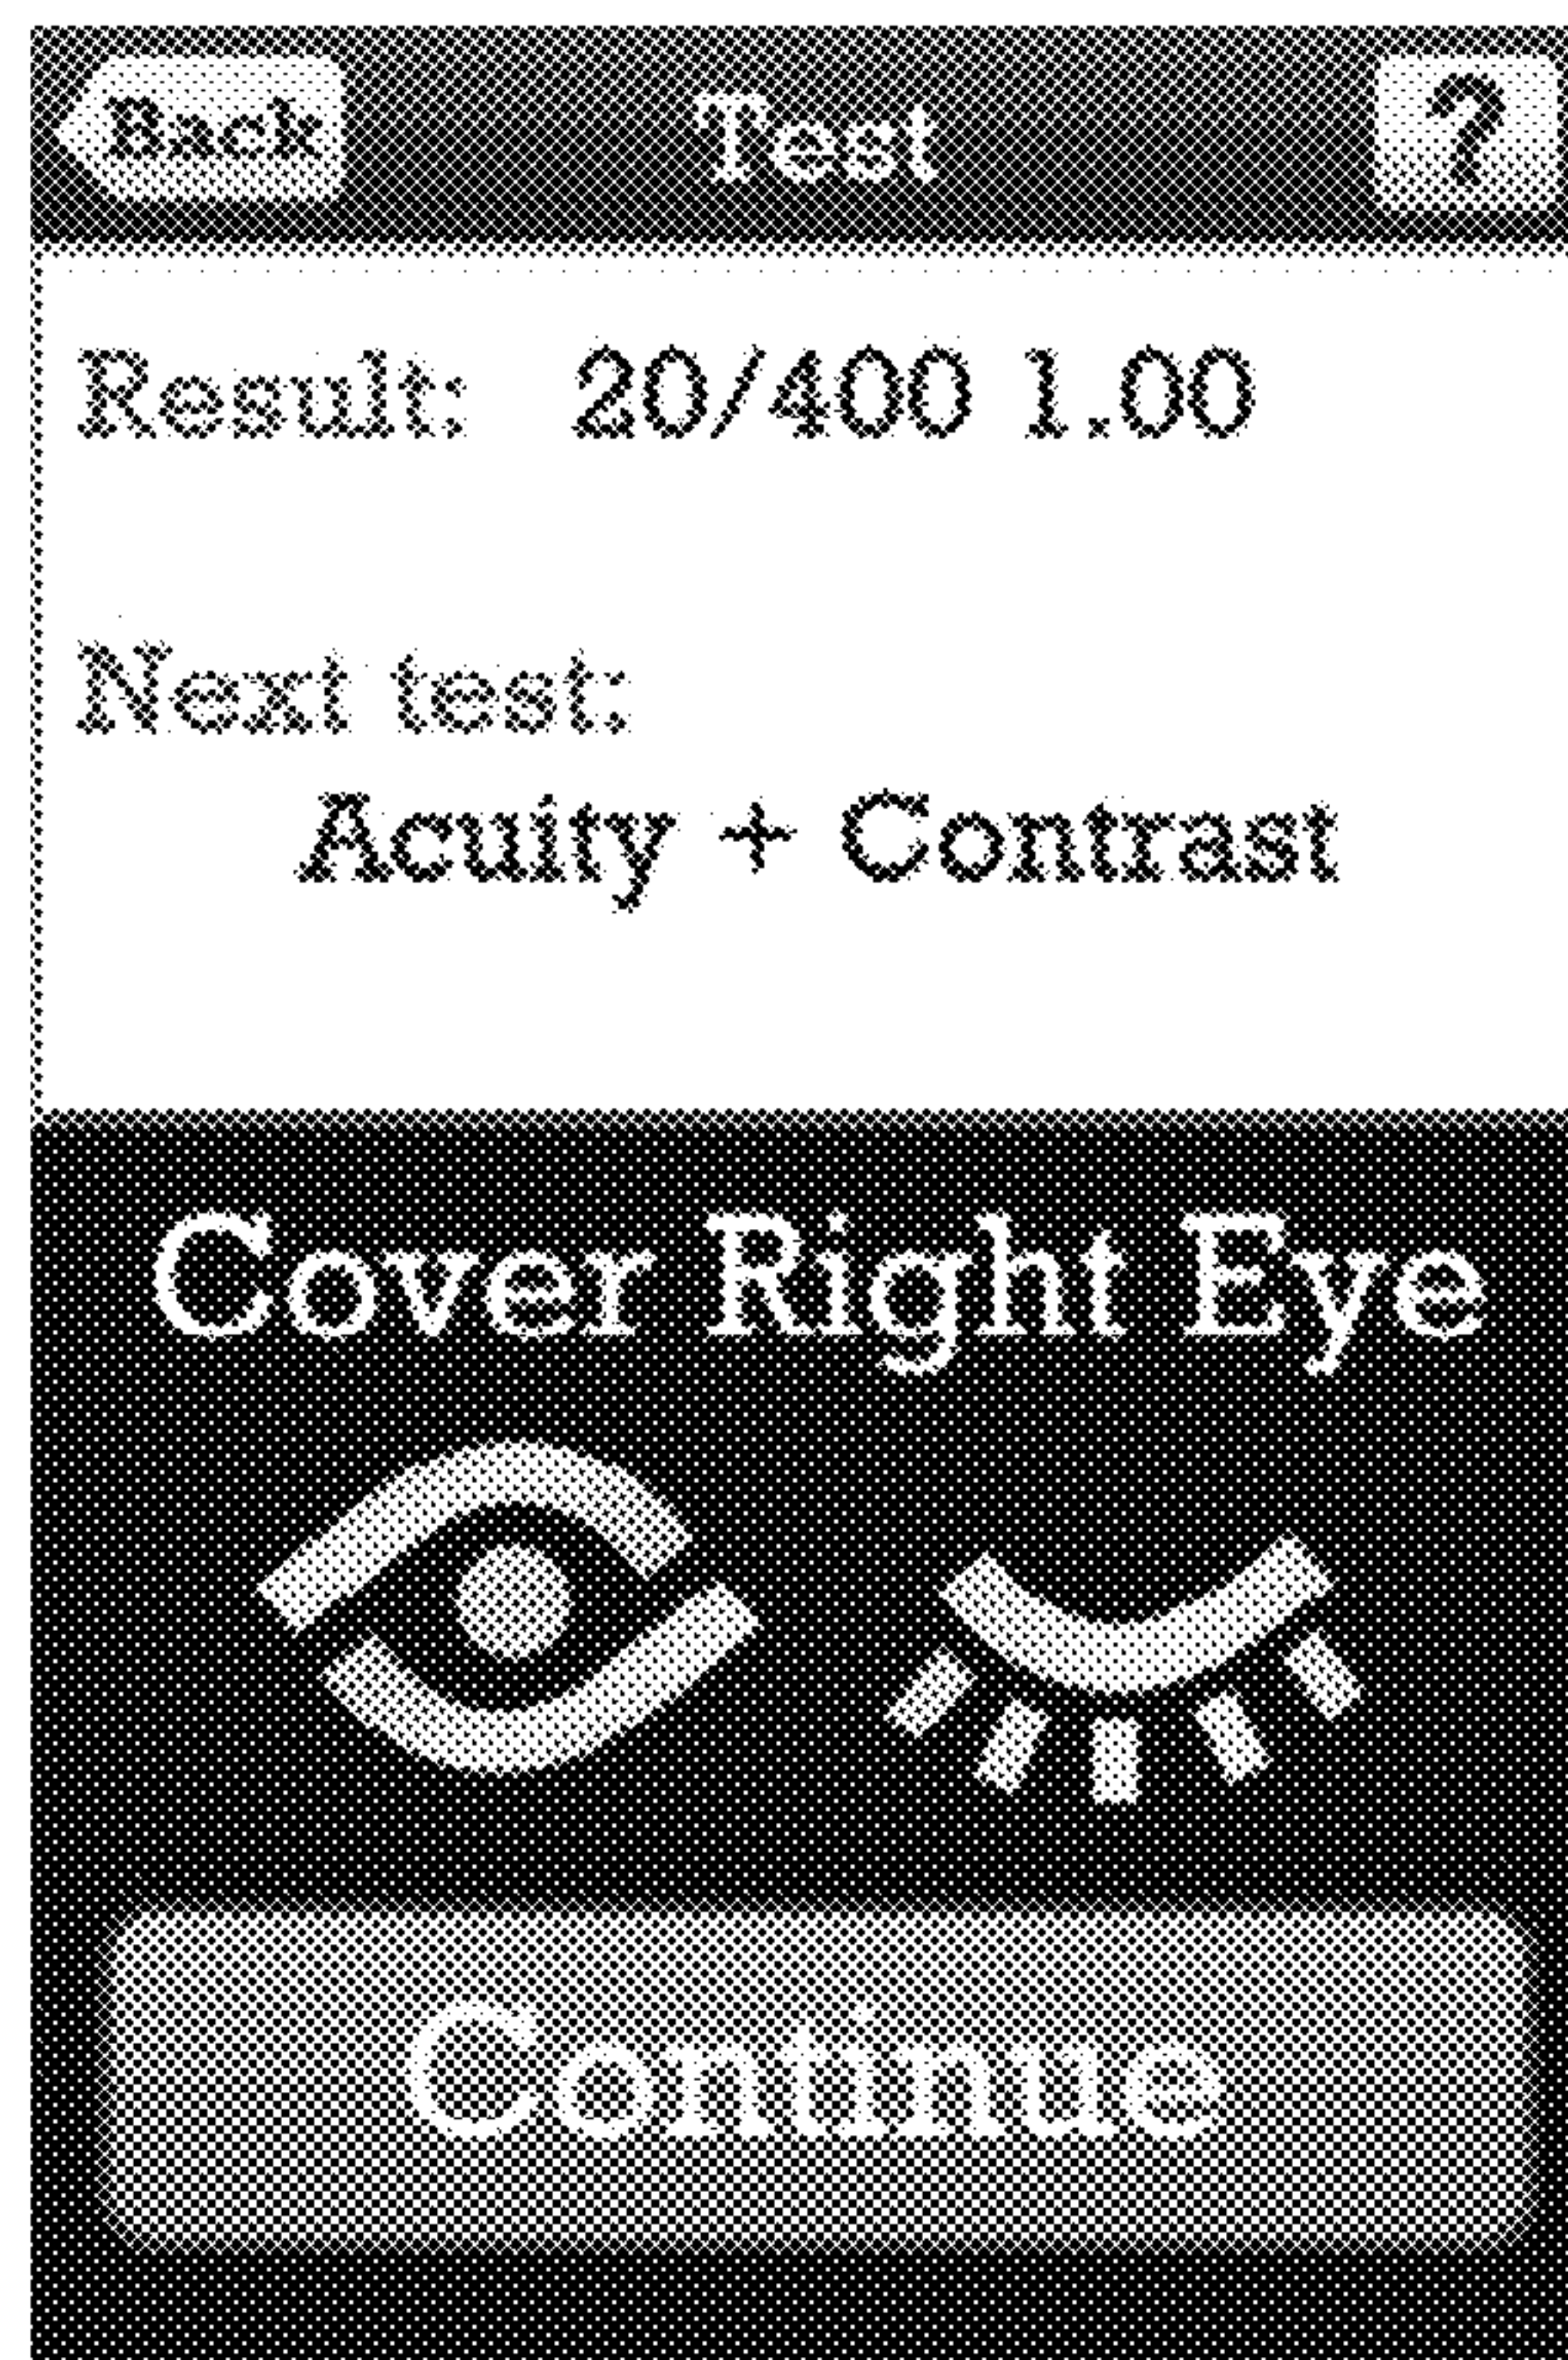 Back Test ?
Result: 20/400 1.00
Next test:
Acuity + Contrast
Cover Right Eye
Continue